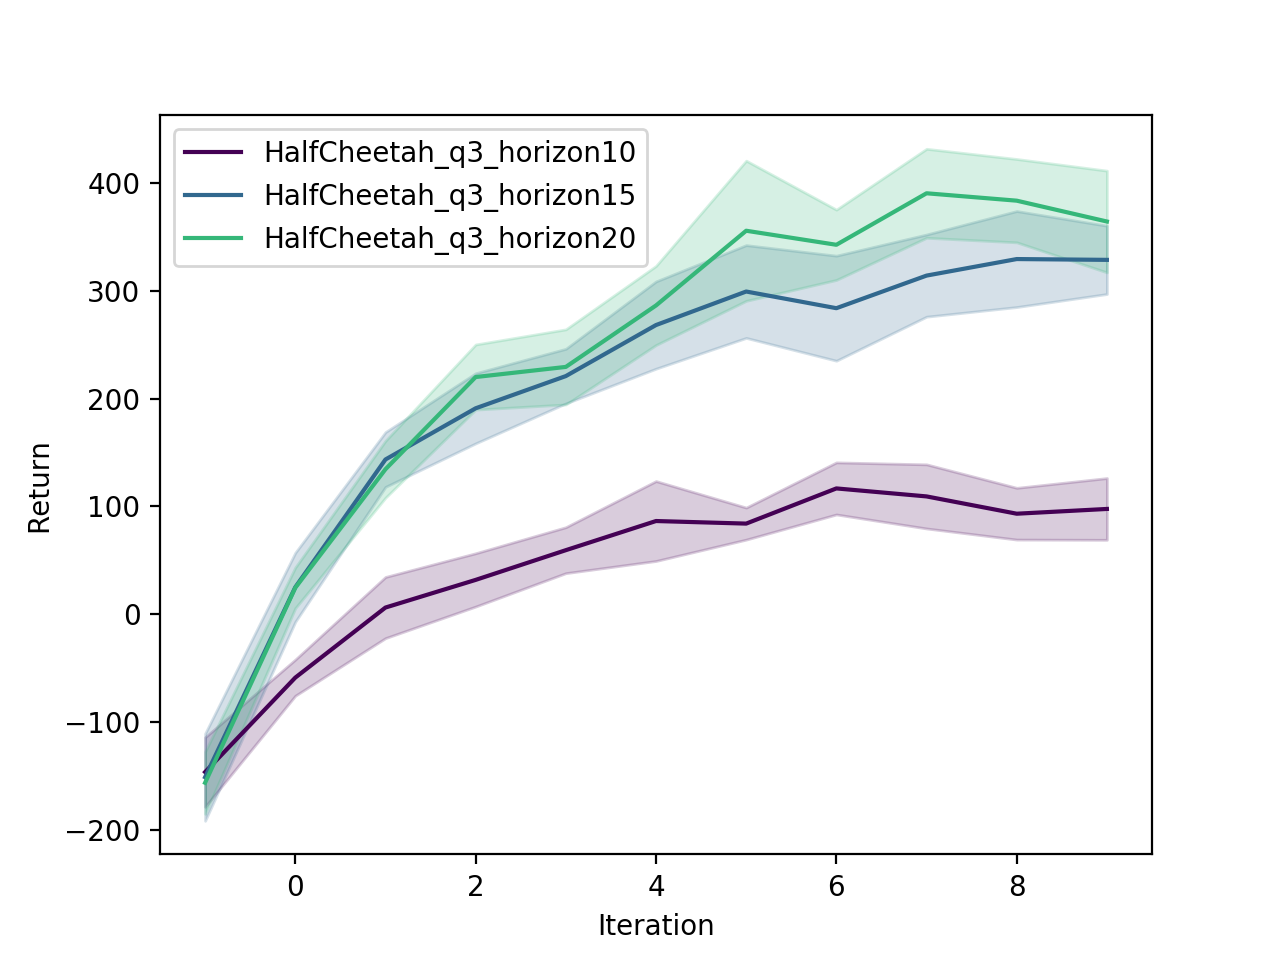 HalfCheetah_q3_horizon10
HalfCheetah_q3_horizon15
HalfCheetah_q3_horizon20
400
300
200
100
0
−100
−200
Return
0 2 4 6 8
Iteration